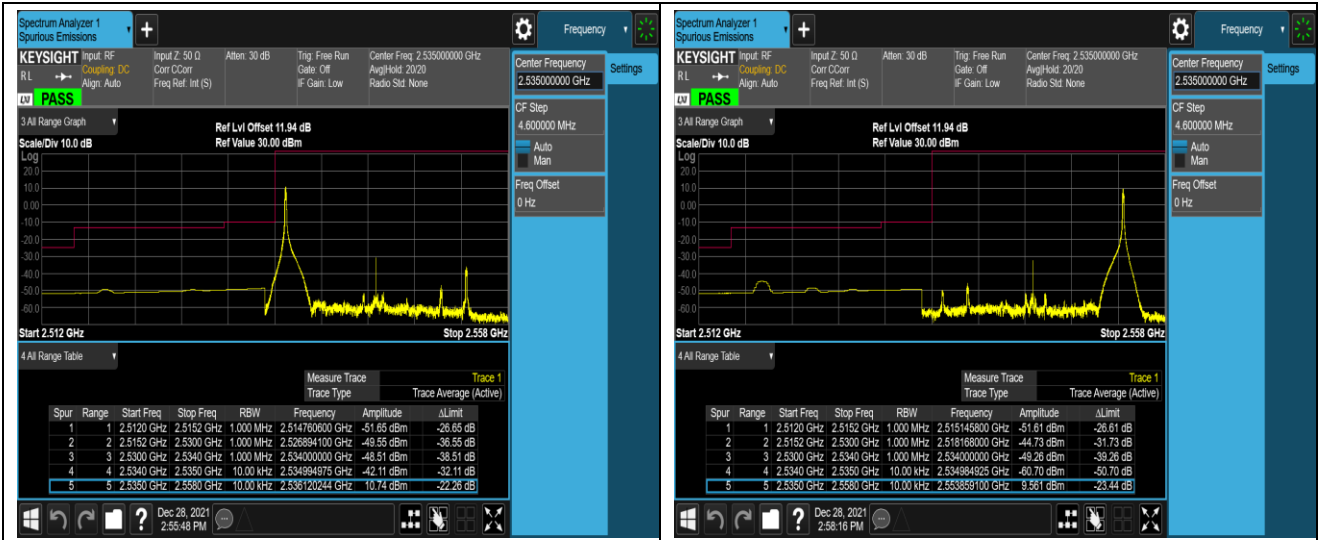 Spectrum Analyzer 1
Spurious Emissions
+
Frequency
KEYSIGHT
RL
LXI PASS
Input: RF
Coupling: DC
Align: Auto
Input Z: 50 Ω
Corr CCorr
Freq Ref: Int (S)
Atten: 30 dB
Trig: Free Run
Gate: Off
IF Gain: Low
Center Freq: 2.535000000 GHz
Avg|Hold: 20/20
Radio Std: None
Center Frequency
2.535000000 GHz
Settings
CF Step
4.600000 MHz
Auto
Man
Freq Offset
0 Hz
3 All Range Graph
Scale/Div 10.0 dB
Ref Lvl Offset 11.94 dB
Ref Value 30.00 dBm
Log
20.0
10.0
0.00
-10.0
-20.0
-30.0
-40.0
-50.0
-60.0
Start 2.512 GHz
Stop 2.558 GHz
4 All Range Table
Measure Trace Trace 1
Trace Type Trace Average (Active)
Spur Range Start Freq Stop Freq RBW Frequency Amplitude ΔLimit
1 1 2.5120 GHz 2.5152 GHz 1.000 MHz 2.514760600 GHz -51.65 dBm -26.65 dB
2 2 2.5152 GHz 2.5300 GHz 1.000 MHz 2.526894100 GHz -49.55 dBm -36.55 dB
3 3 2.5300 GHz 2.5340 GHz 1.000 MHz 2.534000000 GHz -48.51 dBm -38.51 dB
4 4 2.5340 GHz 2.5350 GHz 10.00 kHz 2.534994975 GHz -42.11 dBm -32.11 dB
5 5 2.5350 GHz 2.5580 GHz 10.00 kHz 2.536120244 GHz 10.74 dBm -22.26 dB
?
Dec 28, 2021
2:55:48 PM
Spectrum Analyzer 1
Spurious Emissions
+
Frequency
KEYSIGHT
RL
LXI PASS
Input: RF
Coupling: DC
Align: Auto
Input Z: 50 Ω
Corr CCorr
Freq Ref: Int (S)
Atten: 30 dB
Trig: Free Run
Gate: Off
IF Gain: Low
Center Freq: 2.535000000 GHz
Avg|Hold: 20/20
Radio Std: None
Center Frequency
2.535000000 GHz
Settings
CF Step
4.600000 MHz
Auto
Man
Freq Offset
0 Hz
3 All Range Graph
Scale/Div 10.0 dB
Ref Lvl Offset 11.94 dB
Ref Value 30.00 dBm
Log
20.0
10.0
0.00
-10.0
-20.0
-30.0
-40.0
-50.0
-60.0
Start 2.512 GHz
Stop 2.558 GHz
4 All Range Table
Measure Trace Trace 1
Trace Type Trace Average (Active)
Spur Range Start Freq Stop Freq RBW Frequency Amplitude ΔLimit
1 1 2.5120 GHz 2.5152 GHz 1.000 MHz 2.515145800 GHz -51.61 dBm -26.61 dB
2 2 2.5152 GHz 2.5300 GHz 1.000 MHz 2.518168000 GHz -44.73 dBm -31.73 dB
3 3 2.5300 GHz 2.5340 GHz 1.000 MHz 2.534000000 GHz -49.26 dBm -39.26 dB
4 4 2.5340 GHz 2.5350 GHz 10.00 kHz 2.534984925 GHz -60.70 dBm -50.70 dB
5 5 2.5350 GHz 2.5580 GHz 10.00 kHz 2.553859100 GHz 9.561 dBm -23.44 dB
?
Dec 28, 2021
2:58:16 PM